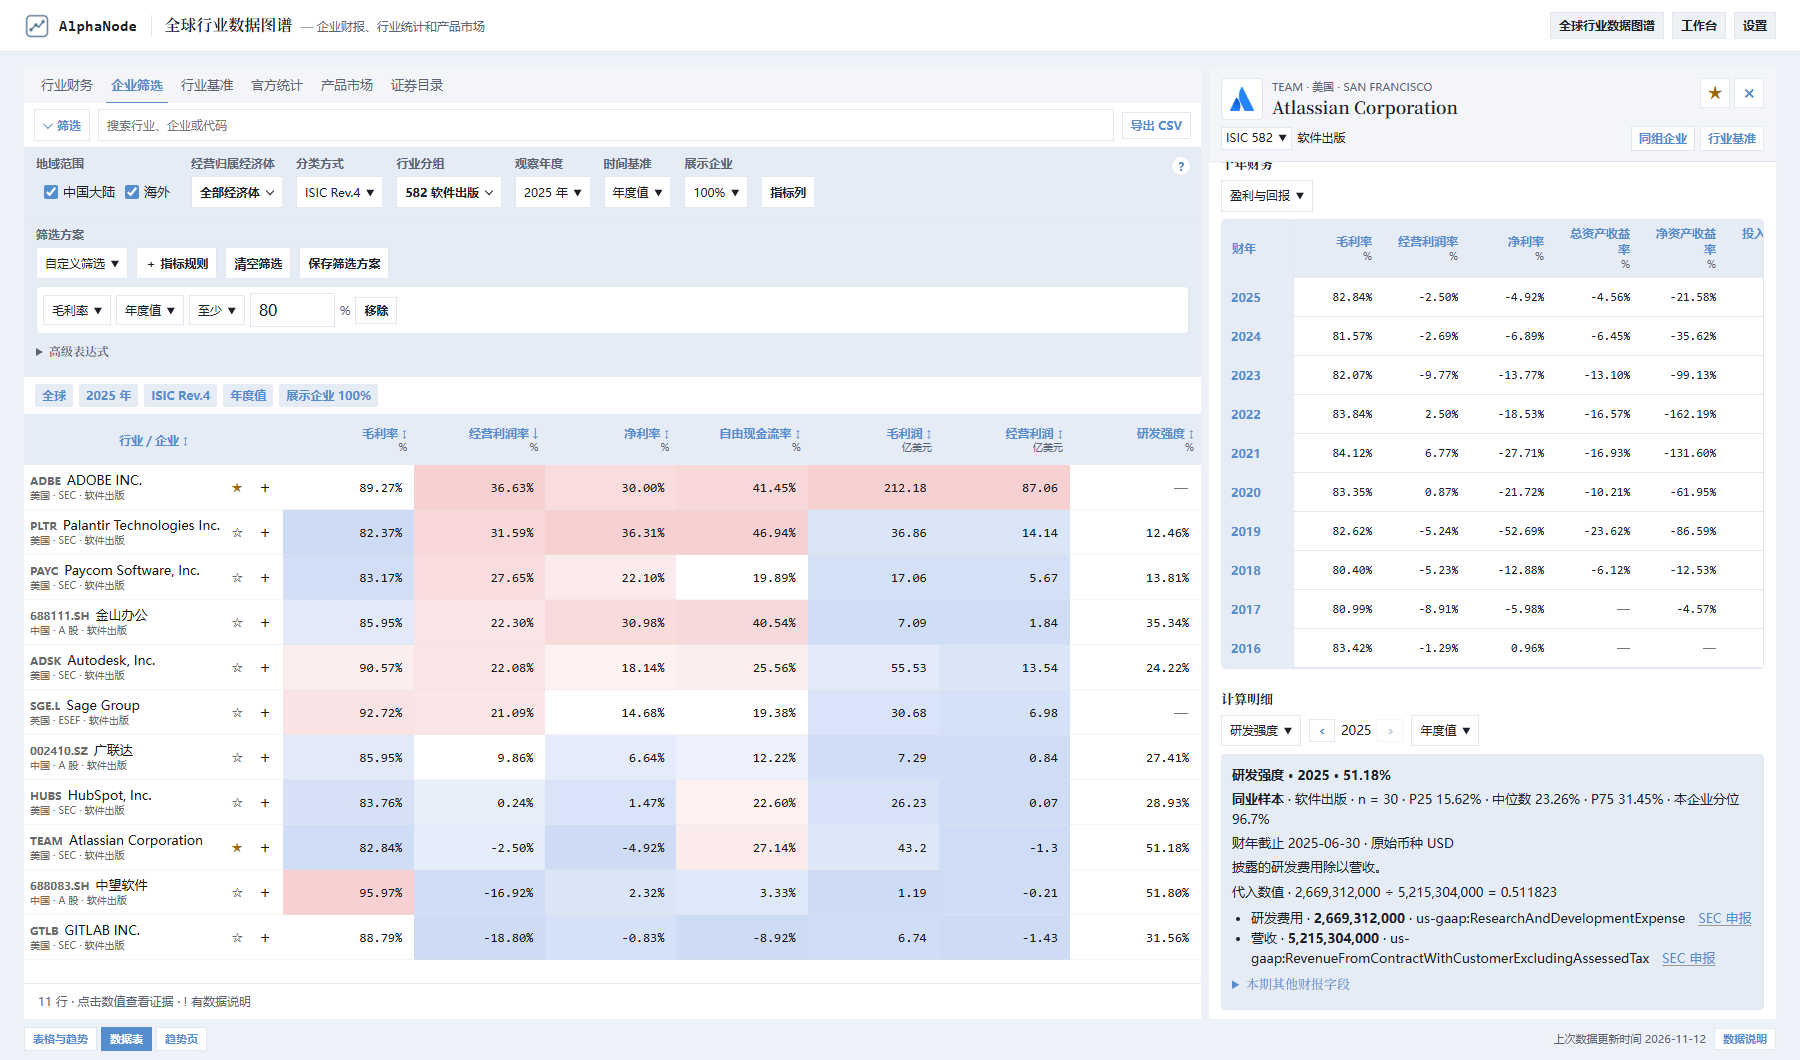 AlphaNode
全球行业数据图谱 — 企业财报、行业统计和产品市场
全球行业数据图谱 工作台 设置
行业财务 企业筛选 行业基准 官方统计 产品市场 证券目录
筛选 搜索行业、企业或代码 导出 CSV
地域范围 经营归属经济体 分类方式 行业分组 观察年度 时间基准 展示企业 ?
中国大陆 海外 全部经济体 ISIC Rev.4 ▼ 582 软件出版 2025 年 ▼ 年度值 ▼ 100% ▼ 指标列
筛选方案
自定义筛选 ▼ + 指标规则 清空筛选 保存筛选方案
毛利率 ▼ 年度值 ▼ 至少 ▼ 80 % 移除
▶ 高级表达式
全球 2025 年 ISIC Rev.4 年度值 展示企业 100%
行业 / 企业 ↕ 毛利率 ↕ 经营利润率 ↓ 净利率 ↕ 自由现金流率 ↕ 毛利润 ↕ 经营利润 ↕ 研发强度 ↕
% % % % 亿美元 亿美元 %
ADBE ADOBE INC. ★ + 89.27% 36.63% 30.00% 41.45% 212.18 87.06 —
美国 · SEC · 软件出版
PLTR Palantir Technologies Inc. ☆ + 82.37% 31.59% 36.31% 46.94% 36.86 14.14 12.46%
美国 · SEC · 软件出版
PAYC Paycom Software, Inc. ☆ + 83.17% 27.65% 22.10% 19.89% 17.06 5.67 13.81%
美国 · SEC · 软件出版
688111.SH 金山办公 ☆ + 85.95% 22.30% 30.98% 40.54% 7.09 1.84 35.34%
中国 · A 股 · 软件出版
ADSK Autodesk, Inc. ☆ + 90.57% 22.08% 18.14% 25.56% 55.53 13.54 24.22%
美国 · SEC · 软件出版
SGE.L Sage Group ☆ + 92.72% 21.09% 14.68% 19.38% 30.68 6.98 —
英国 · ESEF · 软件出版
002410.SZ 广联达 ☆ + 85.95% 9.86% 6.64% 12.22% 7.29 0.84 27.41%
中国 · A 股 · 软件出版
HUBS HubSpot, Inc. ☆ + 83.76% 0.24% 1.47% 22.60% 26.23 0.07 28.93%
美国 · SEC · 软件出版
TEAM Atlassian Corporation ★ + 82.84% -2.50% -4.92% 27.14% 43.2 -1.3 51.18%
美国 · SEC · 软件出版
688083.SH 中望软件 ☆ + 95.97% -16.92% 2.32% 3.33% 1.19 -0.21 51.80%
中国 · A 股 · 软件出版
GTLB GITLAB INC. ☆ + 88.79% -18.80% -0.83% -8.92% 6.74 -1.43 31.56%
美国 · SEC · 软件出版
11 行 · 点击数值查看证据 · ! 有数据说明
表格与趋势 数据表 趋势页
TEAM · 美国 · SAN FRANCISCO ★ ×
Atlassian Corporation
ISIC 582 ▼ 软件出版 同组企业 行业基准
十年财务
盈利与回报 ▼
财年 毛利率 经营利润率 净利率 总资产收益率 净资产收益率 投入
% % % % %
2025 82.84% -2.50% -4.92% -4.56% -21.58%
2024 81.57% -2.69% -6.89% -6.45% -35.62%
2023 82.07% -9.77% -13.77% -13.10% -99.13%
2022 83.84% 2.50% -18.53% -16.57% -162.19%
2021 84.12% 6.77% -27.71% -16.93% -131.60%
2020 83.35% 0.87% -21.72% -10.21% -61.95%
2019 82.62% -5.24% -52.69% -23.62% -86.59%
2018 80.40% -5.23% -12.88% -6.12% -12.53%
2017 80.99% -8.91% -5.98% — -4.57%
2016 83.42% -1.29% 0.96% — —
计算明细
研发强度 ▼ ‹ 2025 › 年度值 ▼
研发强度 • 2025 • 51.18%
同业样本 · 软件出版 · n = 30 · P25 15.62% · 中位数 23.26% · P75 31.45% · 本企业分位
96.7%
财年截止 2025-06-30 · 原始币种 USD
披露的研发费用除以营收。
代入数值 · 2,669,312,000 ÷ 5,215,304,000 = 0.511823
• 研发费用 · 2,669,312,000 · us-gaap:ResearchAndDevelopmentExpense SEC 申报
• 营收 · 5,215,304,000 · us-
gaap:RevenueFromContractWithCustomerExcludingAssessedTax SEC 申报
▶ 本期其他财报字段
上次数据更新时间 2026-11-12 数据说明